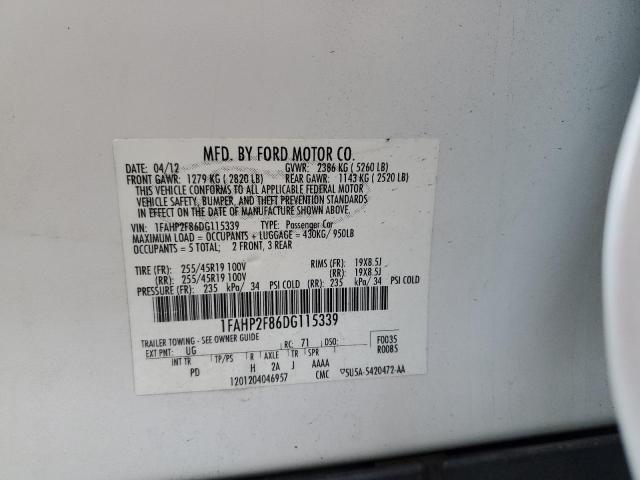 MFD. BY FORD MOTOR CO.
DATE: 04/12 GVWR: 2386 KG ( 5260 LB)
FRONT GAWR: 1279 KG ( 2820 LB) REAR GAWR: 1143 KG ( 2520 LB)
THIS VEHICLE CONFORMS TO ALL APPLICABLE FEDERAL MOTOR
VEHICLE SAFETY, BUMPER, AND THEFT PREVENTION STANDARDS
IN EFFECT ON THE DATE OF MANUFACTURE SHOWN ABOVE.
VIN: 1FAHP2F86DG115339 TYPE: Passenger Car
MAXIMUM LOAD = OCCUPANTS + LUGGAGE = 430KG/ 950LB
OCCUPANTS = 5 TOTAL; 2 FRONT, 3 REAR
TIRE (FR): 255/45R19 100V RIMS (FR): 19X8.5J
(RR): 255/45R19 100V (RR): 19X8.5J
PRESSURE (FR): 235 kPa/ 34 PSI COLD (RR): 235 kPa/ 34 PSI COLD
1FAHP2F86DG115339
TRAILER TOWING - SEE OWNER GUIDE
EXT PNT: UG RC: 71 DSO: F0035
R0085
INT TR TP/PS R AXLE TR SPR
PD H 2A J AAAA
1201204046957 CMC ▽5U5A-5420472-AA